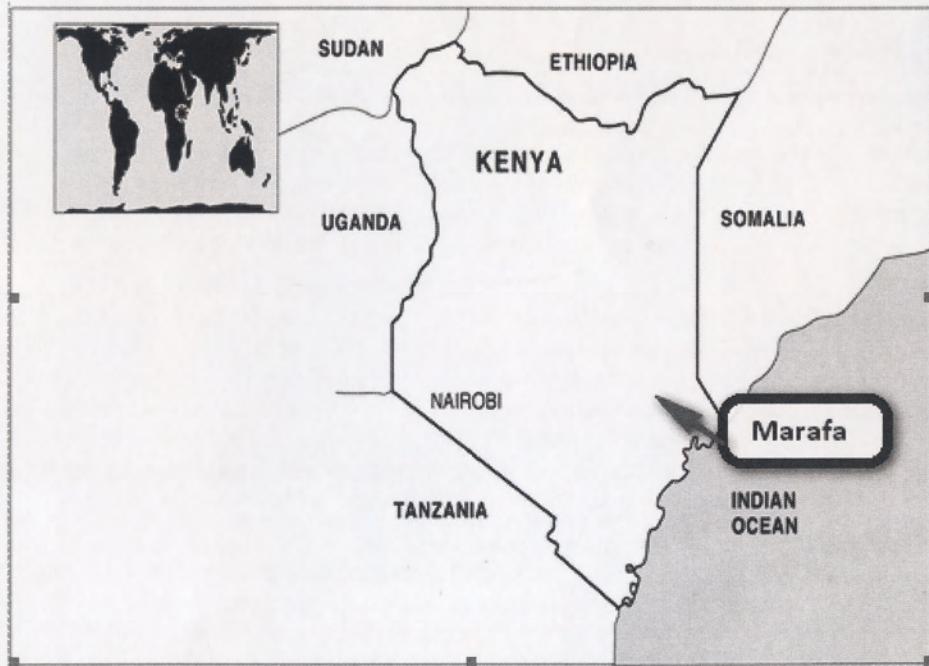 SUDAN
ETHIOPIA
KENYA
UGANDA
SOMALIA
NAIROBI
Marafa
TANZANIA
INDIAN
OCEAN